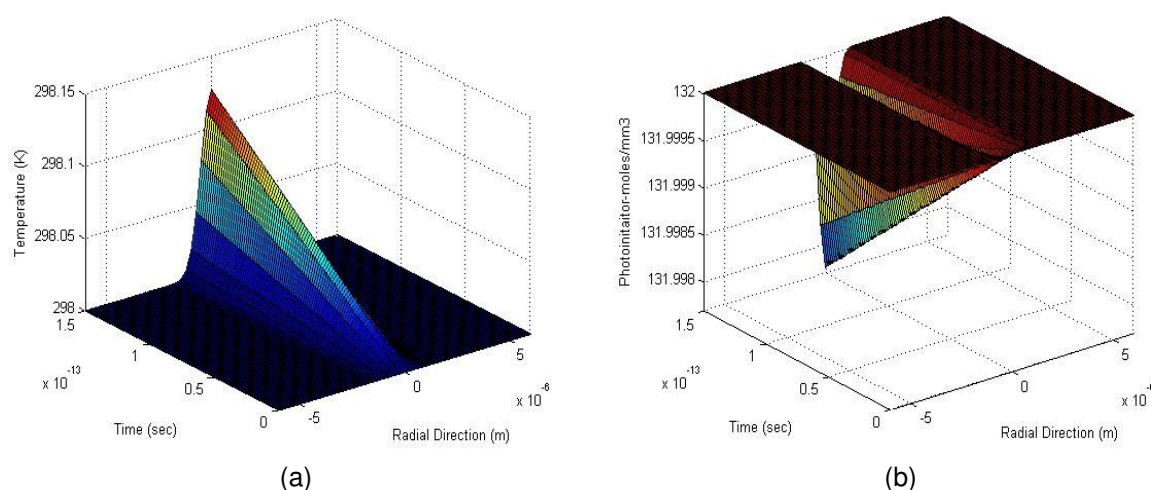 298.15
298.1
298.05
298
Temperature (K)
1.5
1
0.5
0
x 10⁻¹³
Time (sec)
-5
0
5
x 10⁻⁶
Radial Direction (m)
(a)
132
131.9995
131.999
131.9985
131.998
Photoinitaitor-moles/mm3
1.5
1
0.5
0
x 10⁻¹³
Time (sec)
-5
0
5
x 10⁻⁶
Radial Direction (m)
(b)